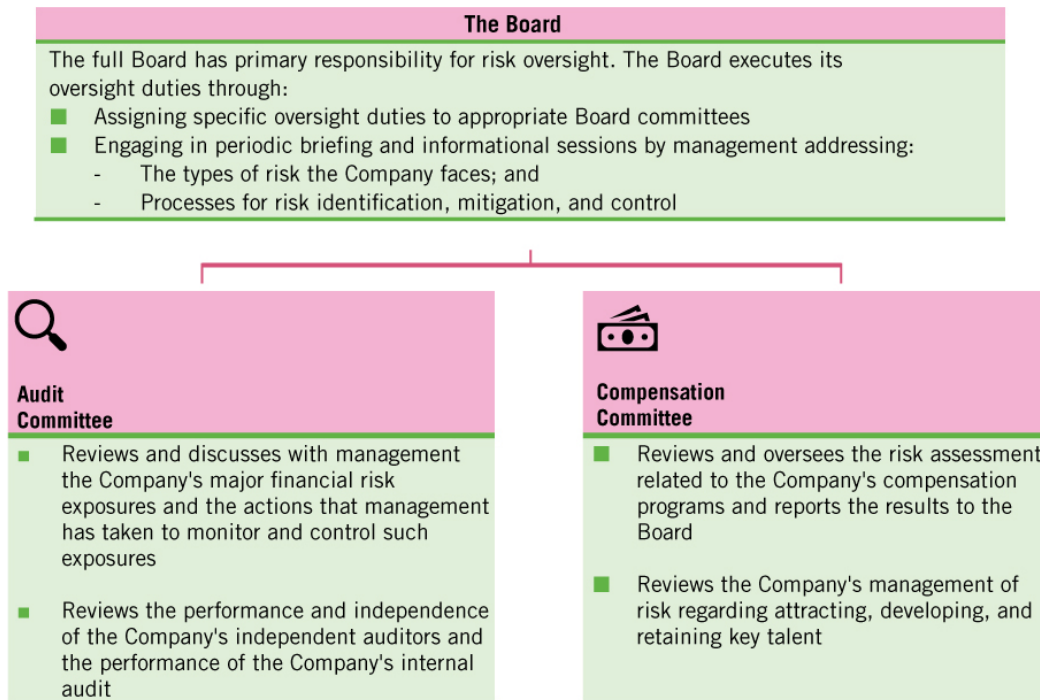 The Board
The full Board has primary responsibility for risk oversight. The Board executes its
oversight duties through:
Assigning specific oversight duties to appropriate Board committees
Engaging in periodic briefing and informational sessions by management addressing:
- The types of risk the Company faces; and
- Processes for risk identification, mitigation, and control
Audit
Committee
Reviews and discusses with management
the Company's major financial risk
exposures and the actions that management
has taken to monitor and control such
exposures
Reviews the performance and independence
of the Company's independent auditors and
the performance of the Company's internal
audit
Compensation
Committee
Reviews and oversees the risk assessment
related to the Company's compensation
programs and reports the results to the
Board
Reviews the Company's management of
risk regarding attracting, developing, and
retaining key talent